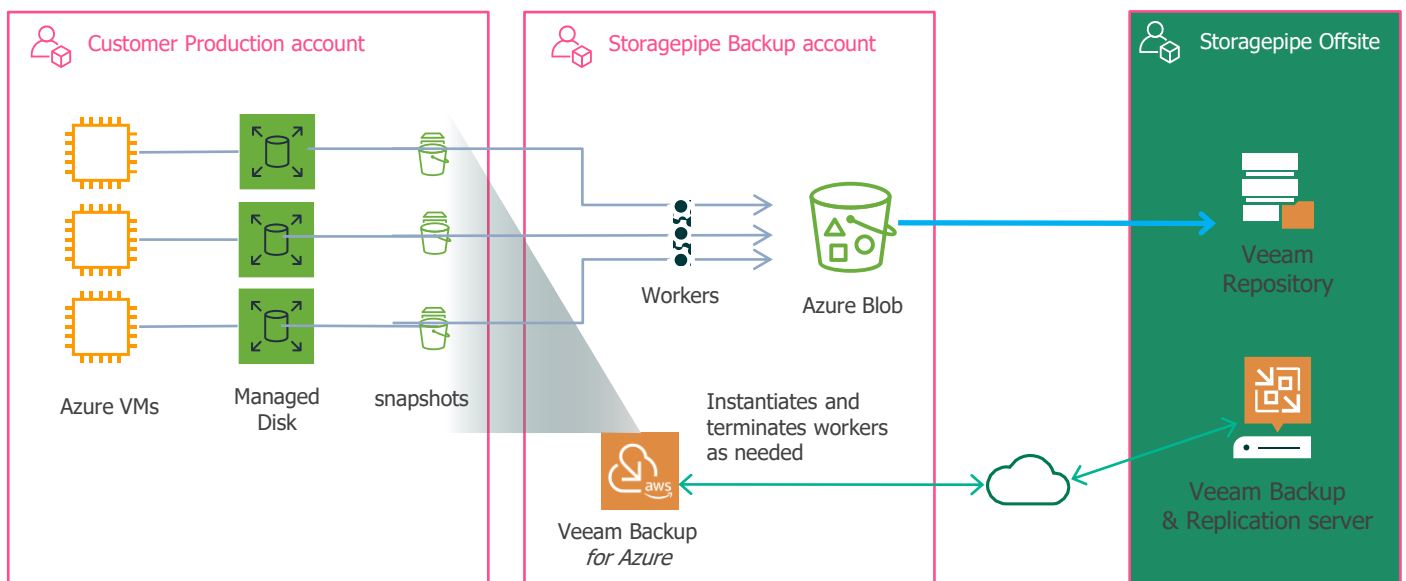 Customer Production account
Storagepipe Backup account
Storagepipe Offsite
Azure VMs
Managed
Disk
snapshots
Workers
Azure Blob
Veeam
Repository
Instantiates and
terminates workers
as needed
aws
Veeam Backup
for Azure
Veeam Backup
& Replication server